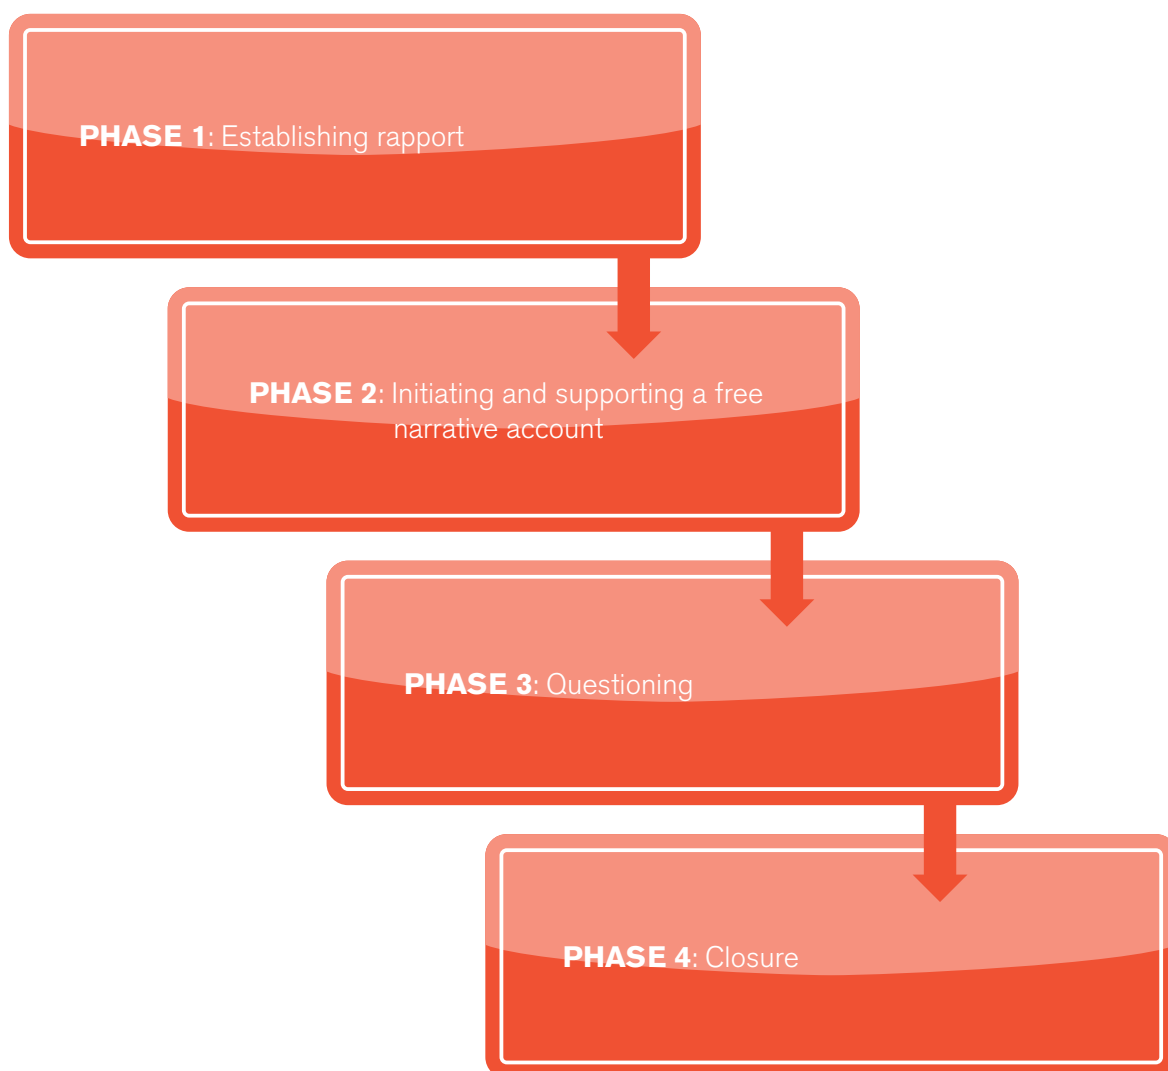 PHASE 1: Establishing rapport
PHASE 2: Initiating and supporting a free
narrative account
PHASE 3: Questioning
PHASE 4: Closure